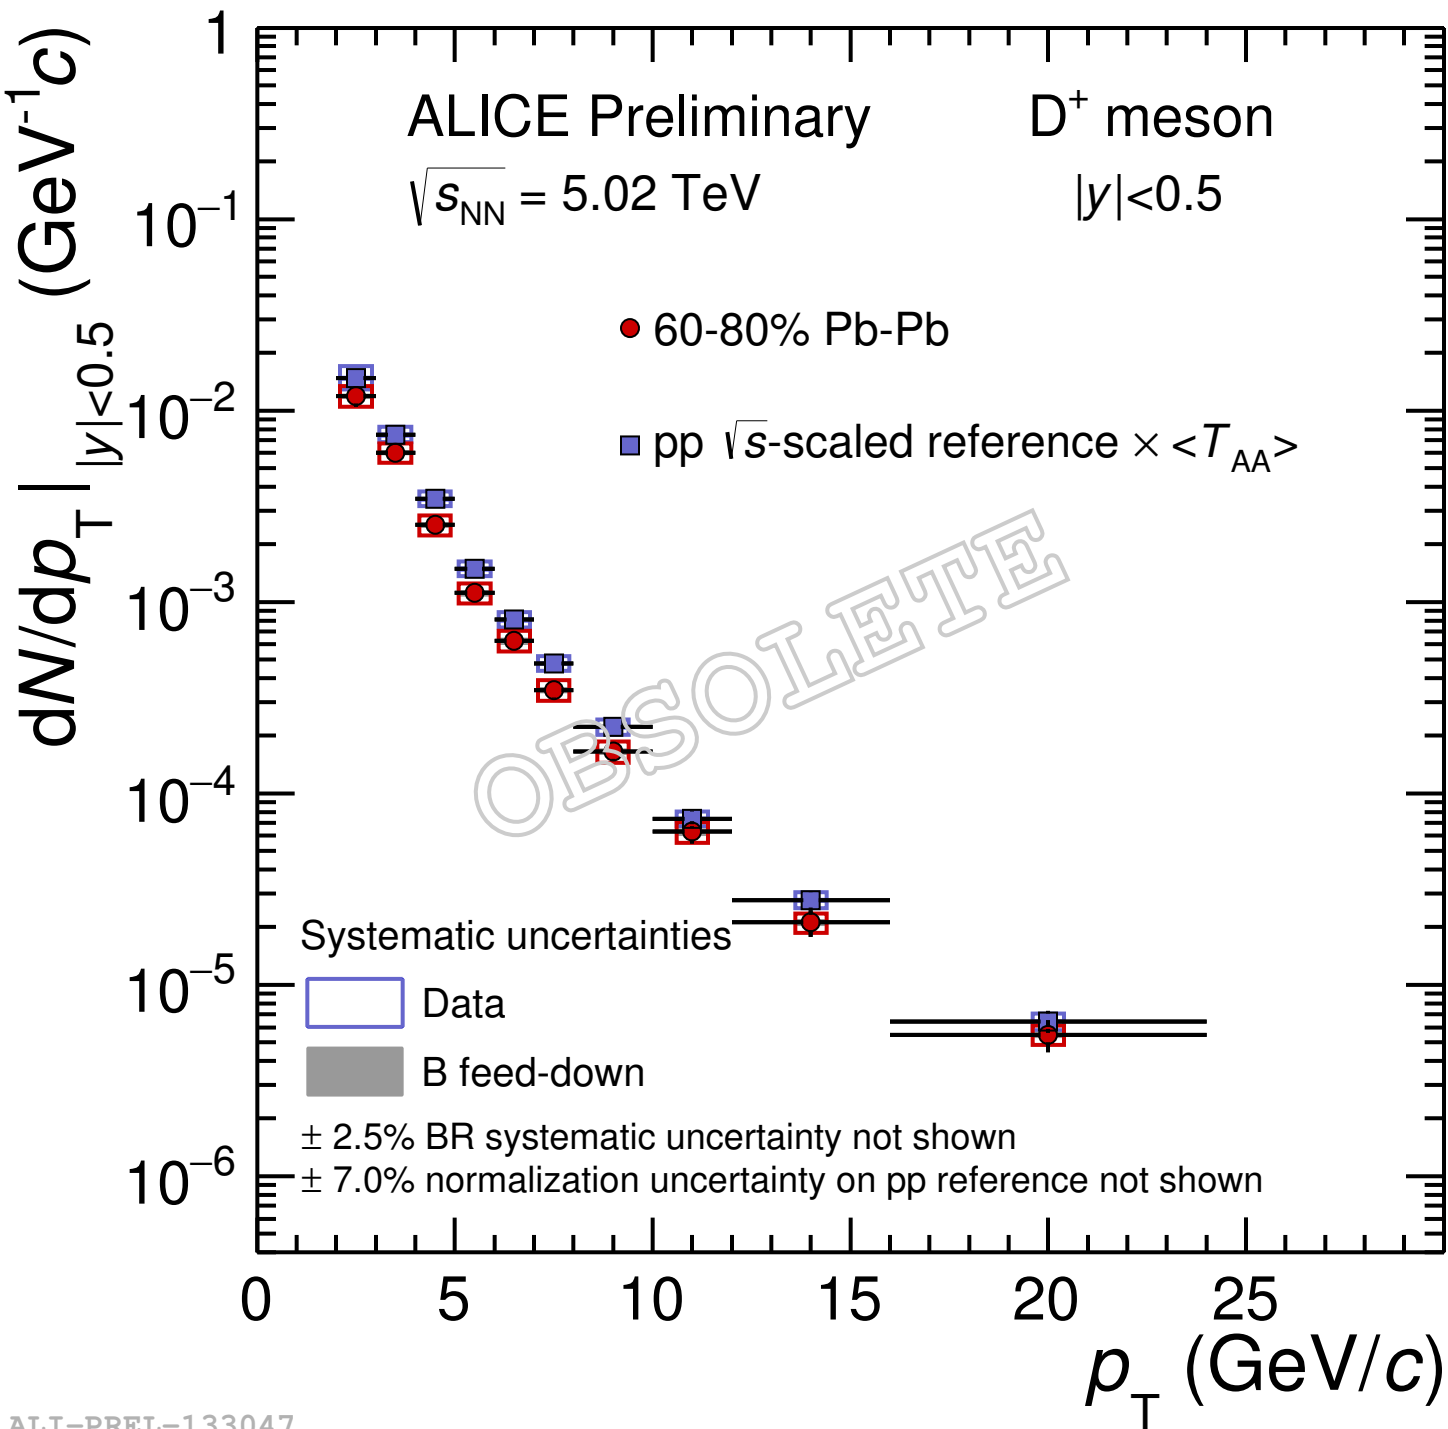 dN/dpT| |y|<0.5 (GeV⁻¹c)
1
10⁻¹
10⁻²
10⁻³
10⁻⁴
10⁻⁵
10⁻⁶
ALICE Preliminary
D⁺ meson
√sNN = 5.02 TeV
|y|<0.5
60-80% Pb-Pb
pp √s-scaled reference × <TAA>
OBSOLETE
Systematic uncertainties
Data
B feed-down
± 2.5% BR systematic uncertainty not shown
± 7.0% normalization uncertainty on pp reference not shown
0 5 10 15 20 25
pT (GeV/c)
ALI-PREL-133047